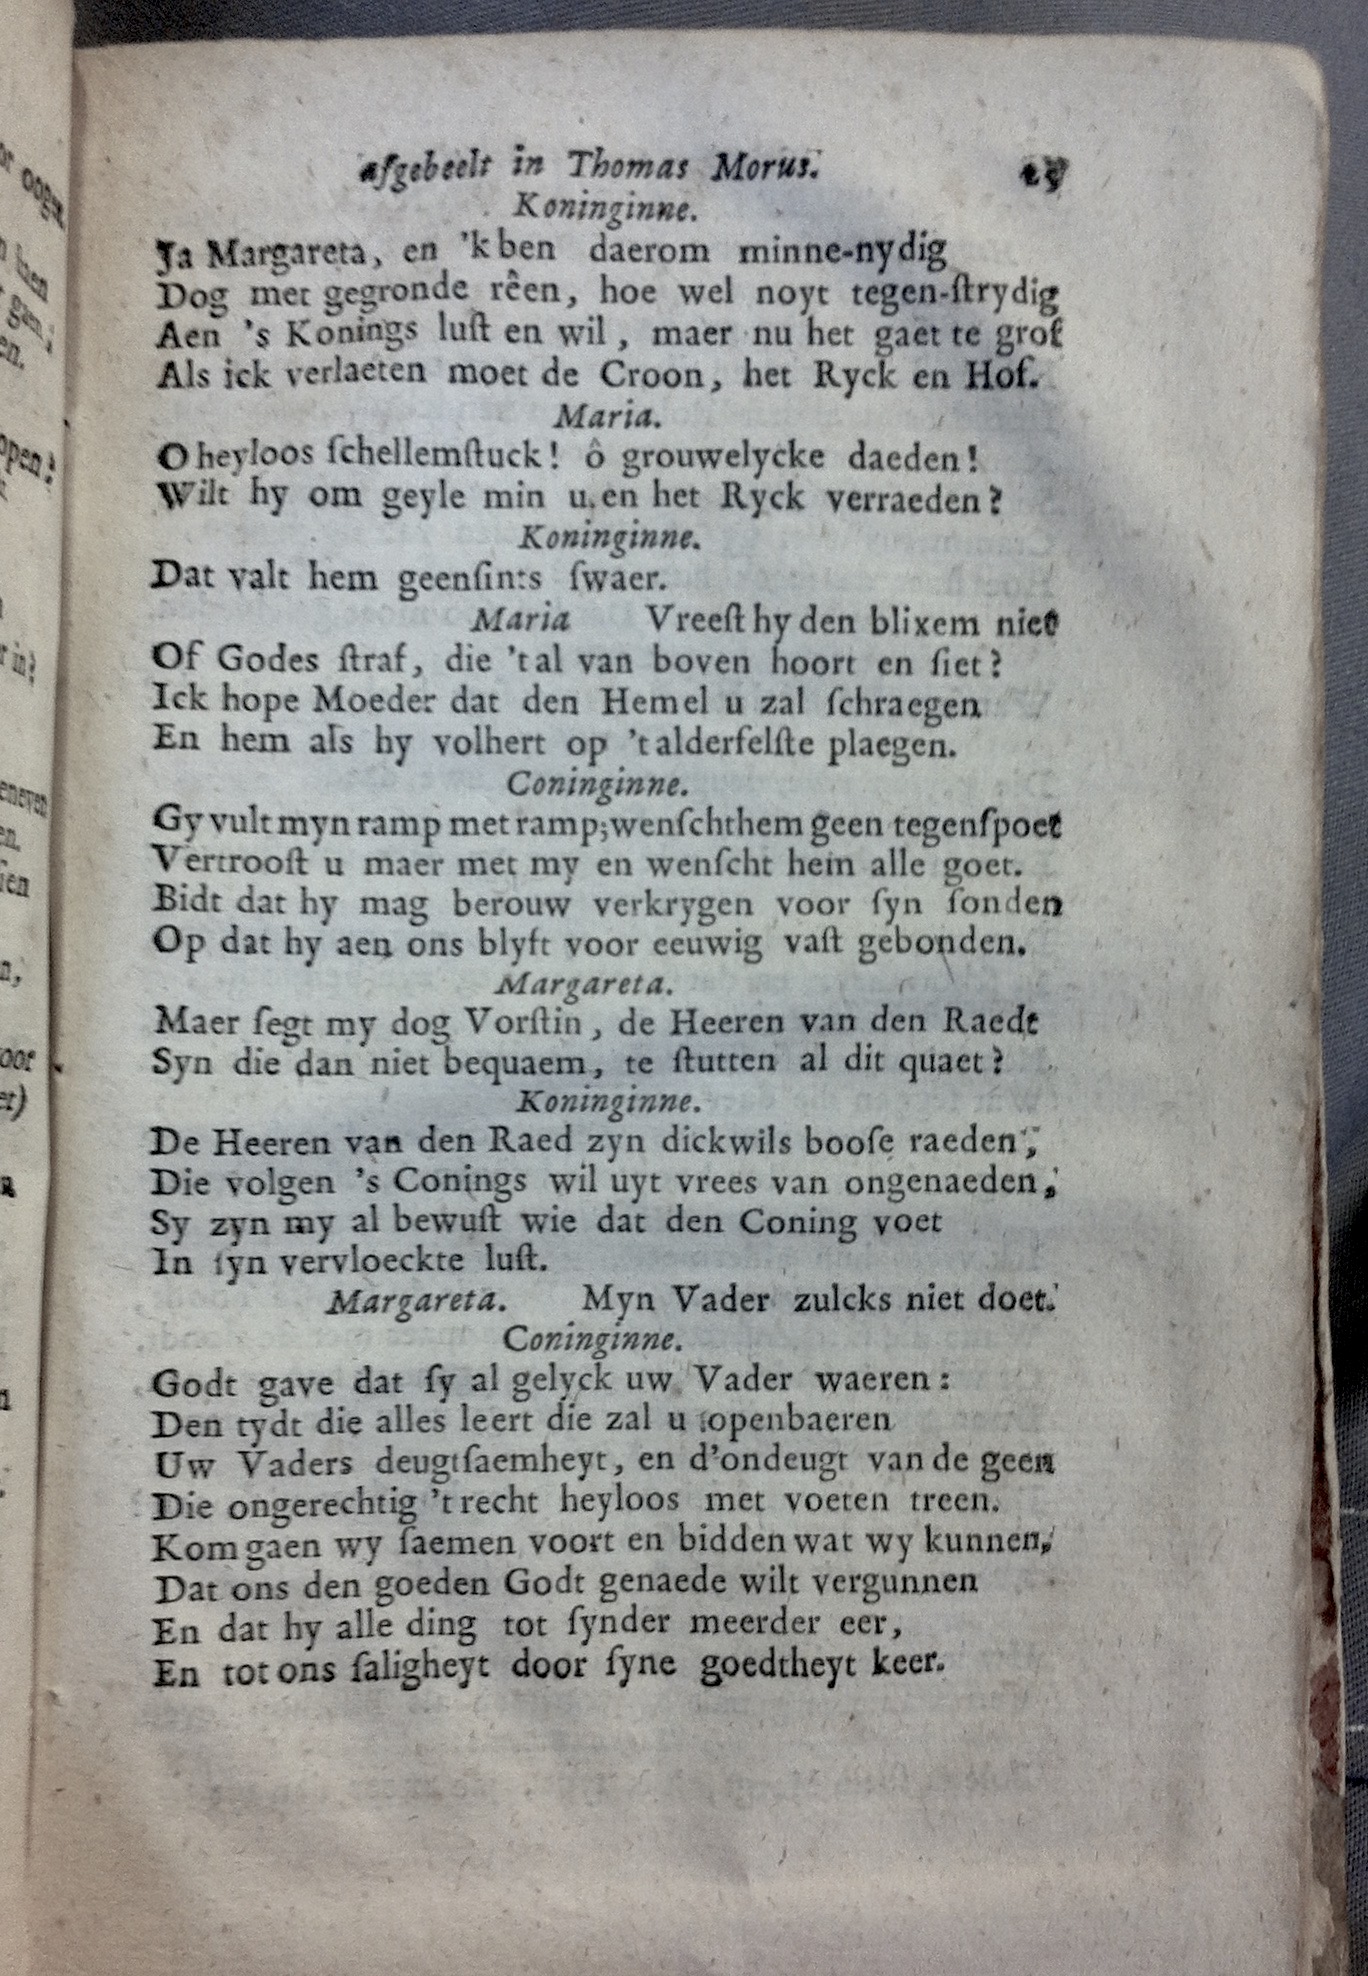 afgebeelt in Thomas Morus.
Koninginne.
Ja Margareta, en 'k ben daerom minne-nydig
Dog met gegronde rêen, hoe wel noyt tegen-ſtrydig
Aen 's Konings luſt en wil, maer nu het gaet te grof
Als ick verlaeten moet de Croon, het Ryck en Hof.
Maria.
O heyloos ſchellemſtuck! ô grouwelycke daeden!
Wilt hy om geyle min u en het Ryck verraeden?
Koninginne.
Dat valt hem geenſints ſwaer.
Maria Vreeſt hy den blixem niet
Of Godes ſtraf, die 't al van boven hoort en ſiet?
Ick hope Moeder dat den Hemel u zal ſchraegen
En hem als hy volhert op 't alderfelſte plaegen.
Coninginne.
Gy vult myn ramp met ramp; wenſcht hem geen tegenſpoet
Vertrooſt u maer met my en wenſcht hem alle goet.
Bidt dat hy mag berouw verkrygen voor ſyn ſonden
Op dat hy aen ons blyft voor eeuwig vaſt gebonden.
Margareta.
Maer ſegt my dog Vorſtin, de Heeren van den Raedt
Syn die dan niet bequaem, te ſtutten al dit quaet?
Koninginne.
De Heeren van den Raed zyn dickwils booſe raeden,
Die volgen 's Conings wil uyt vrees van ongenaeden,
Sy zyn my al bewuſt wie dat den Coning voet
In ſyn vervloeckte luſt.
Margareta. Myn Vader zulcks niet doet.
Coninginne.
Godt gave dat ſy al gelyck uw Vader waeren:
Den tydt die alles leert die zal u openbaeren
Uw Vaders deugtſaemheyt, en d'ondeugt van de geen
Die ongerechtig 't recht heyloos met voeten treen.
Kom gaen wy ſaemen voort en bidden wat wy kunnen,
Dat ons den goeden Godt genaede wilt vergunnen
En dat hy alle ding tot ſynder meerder eer,
En tot ons ſaligheyt door ſyne goedtheyt keer.